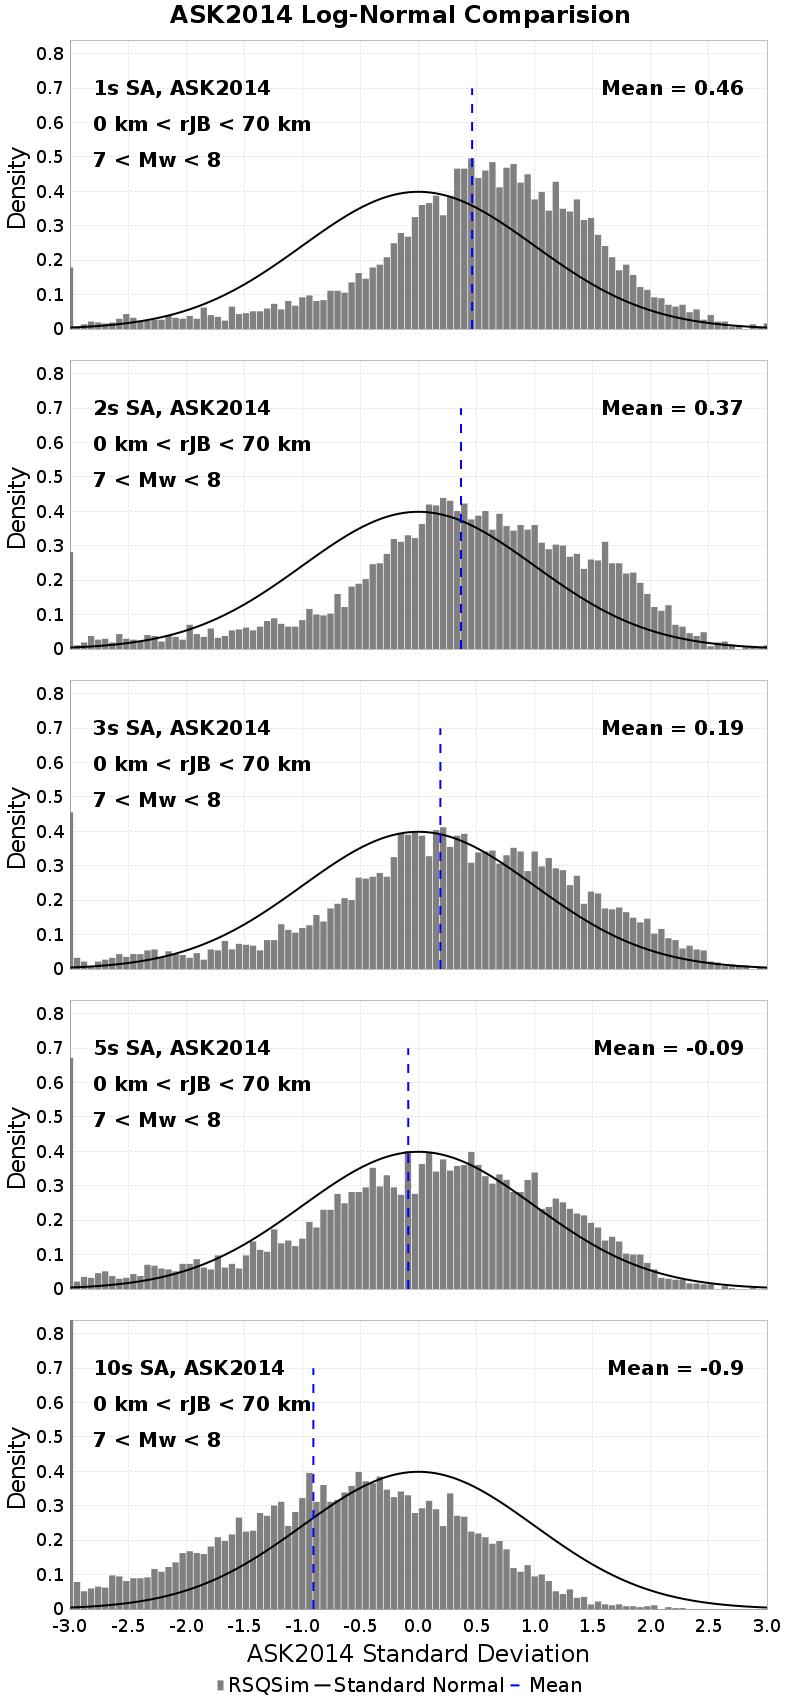 ASK2014 Log-Normal Comparision
0.8
0.7
0.6
0.5
0.4
0.3
0.2
0.1
0
Density
1s SA, ASK2014
0 km < rJB < 70 km
7 < Mw < 8
Mean = 0.46
0.8
0.7
0.6
0.5
0.4
0.3
0.2
0.1
0
Density
2s SA, ASK2014
0 km < rJB < 70 km
7 < Mw < 8
Mean = 0.37
0.8
0.7
0.6
0.5
0.4
0.3
0.2
0.1
0
Density
3s SA, ASK2014
0 km < rJB < 70 km
7 < Mw < 8
Mean = 0.19
0.8
0.7
0.6
0.5
0.4
0.3
0.2
0.1
0
Density
5s SA, ASK2014
0 km < rJB < 70 km
7 < Mw < 8
Mean = -0.09
0.8
0.7
0.6
0.5
0.4
0.3
0.2
0.1
0
Density
10s SA, ASK2014
0 km < rJB < 70 km
7 < Mw < 8
Mean = -0.9
-3.0 -2.5 -2.0 -1.5 -1.0 -0.5 0.0 0.5 1.0 1.5 2.0 2.5 3.0
ASK2014 Standard Deviation
RSQSim Standard Normal Mean